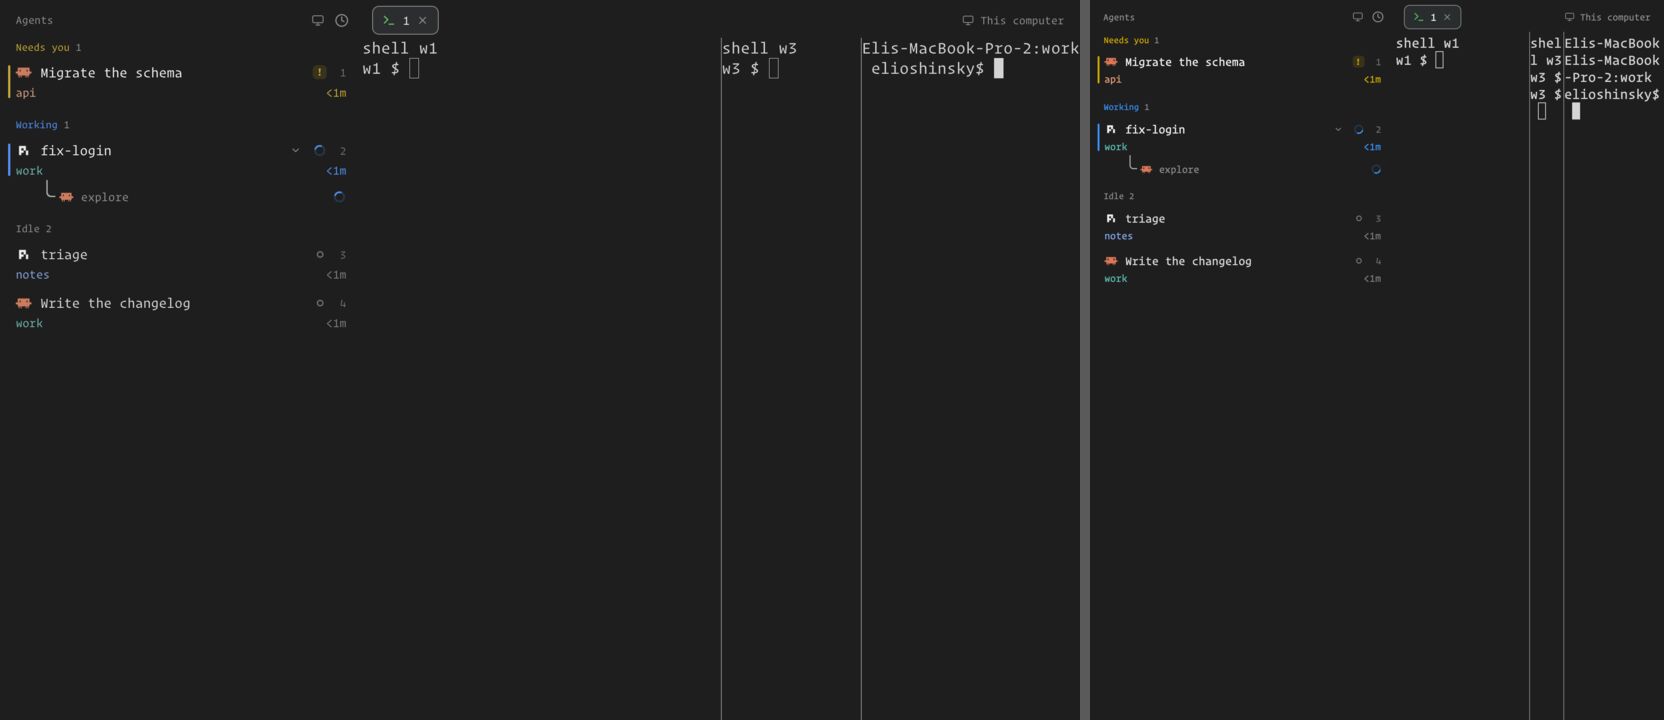 Agents
Needs you 1
Migrate the schema ! 1
api <1m
Working 1
fix-login 2
work <1m
explore
Idle 2
triage 3
notes <1m
Write the changelog 4
work <1m
>_ 1 ×
This computer
shell w1
w1 $
shell w3
w3 $
Elis-MacBook-Pro-2:work
elioshinsky$
Agents
Needs you 1
Migrate the schema ! 1
api <1m
Working 1
fix-login 2
work <1m
explore
Idle 2
triage 3
notes <1m
Write the changelog 4
work <1m
>_ 1 ×
This computer
shell w1
w1 $
shel
l w3
w3 $
w3 $
Elis-MacBook
Elis-MacBook
-Pro-2:work
elioshinsky$